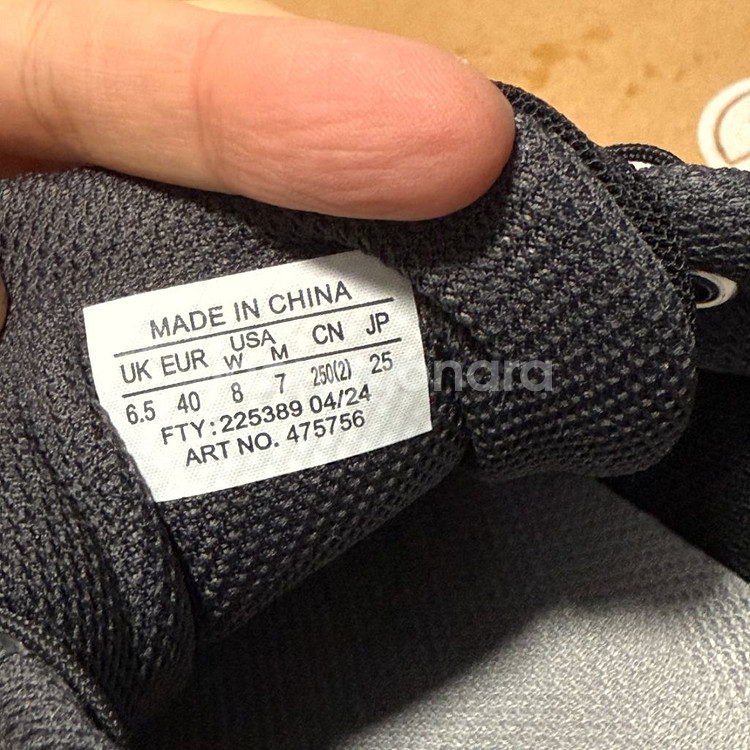 MADE IN CHINA
UK EUR USA W M CN JP
6.5 40 8 7 250(2) 25
FTY: 225389 04/24
ART NO. 475756